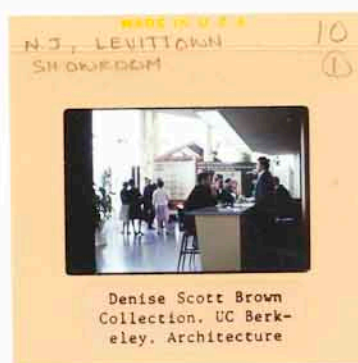 MADE IN U S A
N.J., LEVITTOWN
SHOWROOM
10
1
Denise Scott Brown
Collection. UC Berk-
eley. Architecture